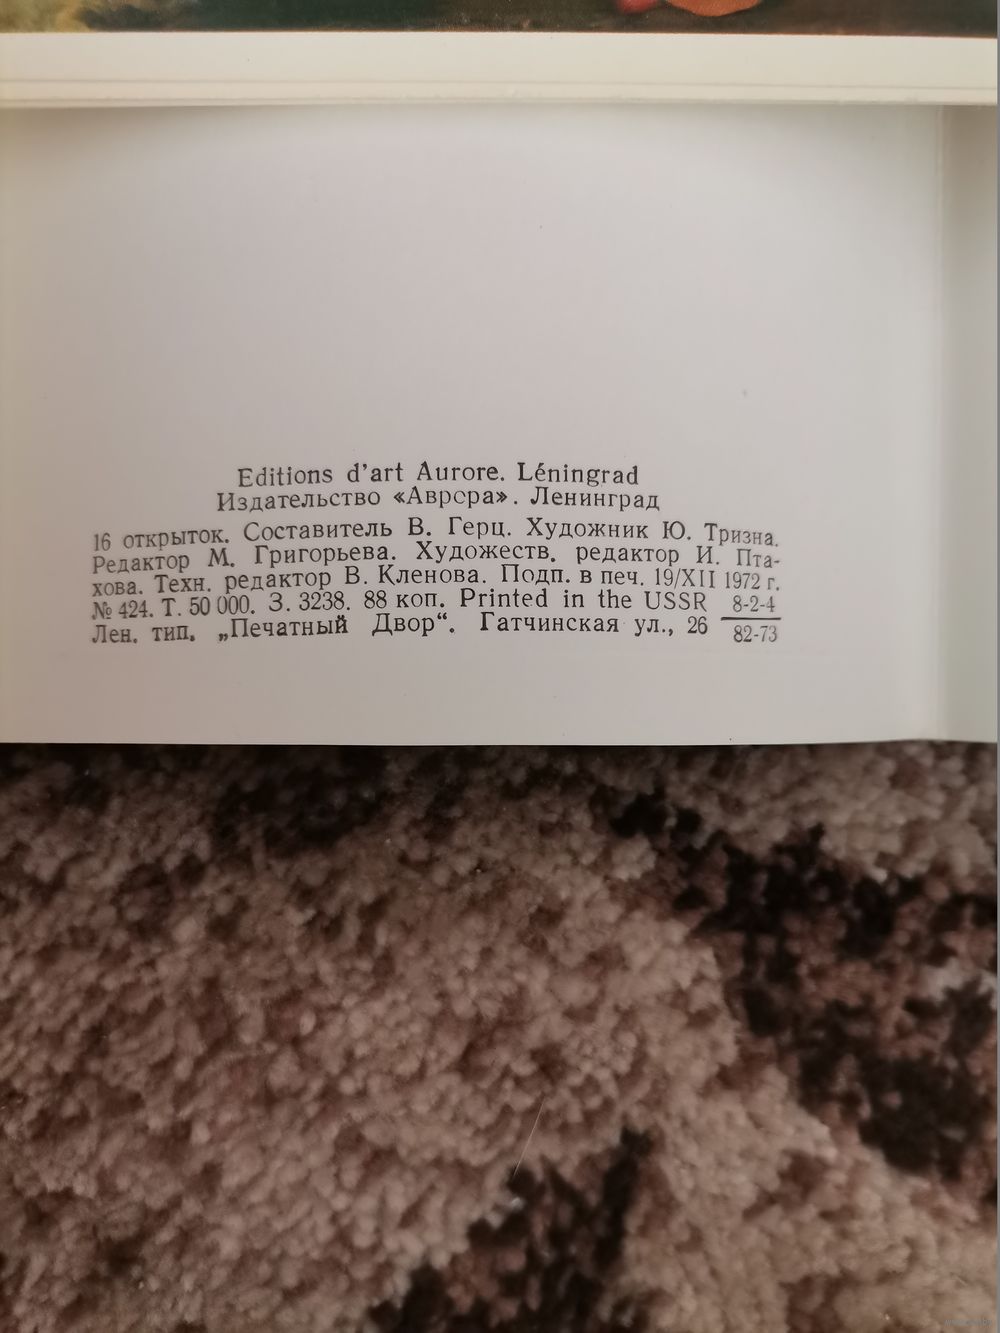 Editions d'art Aurore. Léningrad
Издательство «Аврора». Ленинград
16 открыток. Составитель В. Герц. Художник Ю. Тризна.
Редактор М. Григорьева. Художеств. редактор И. Пта-
хова. Техн. редактор В. Кленова. Подп. в печ. 19/XII 1972 г.
№ 424. Т. 50 000. З. 3238. 88 коп. Printed in the USSR 8-2-4
Лен. тип. „Печатный Двор“. Гатчинская ул., 26 82-73